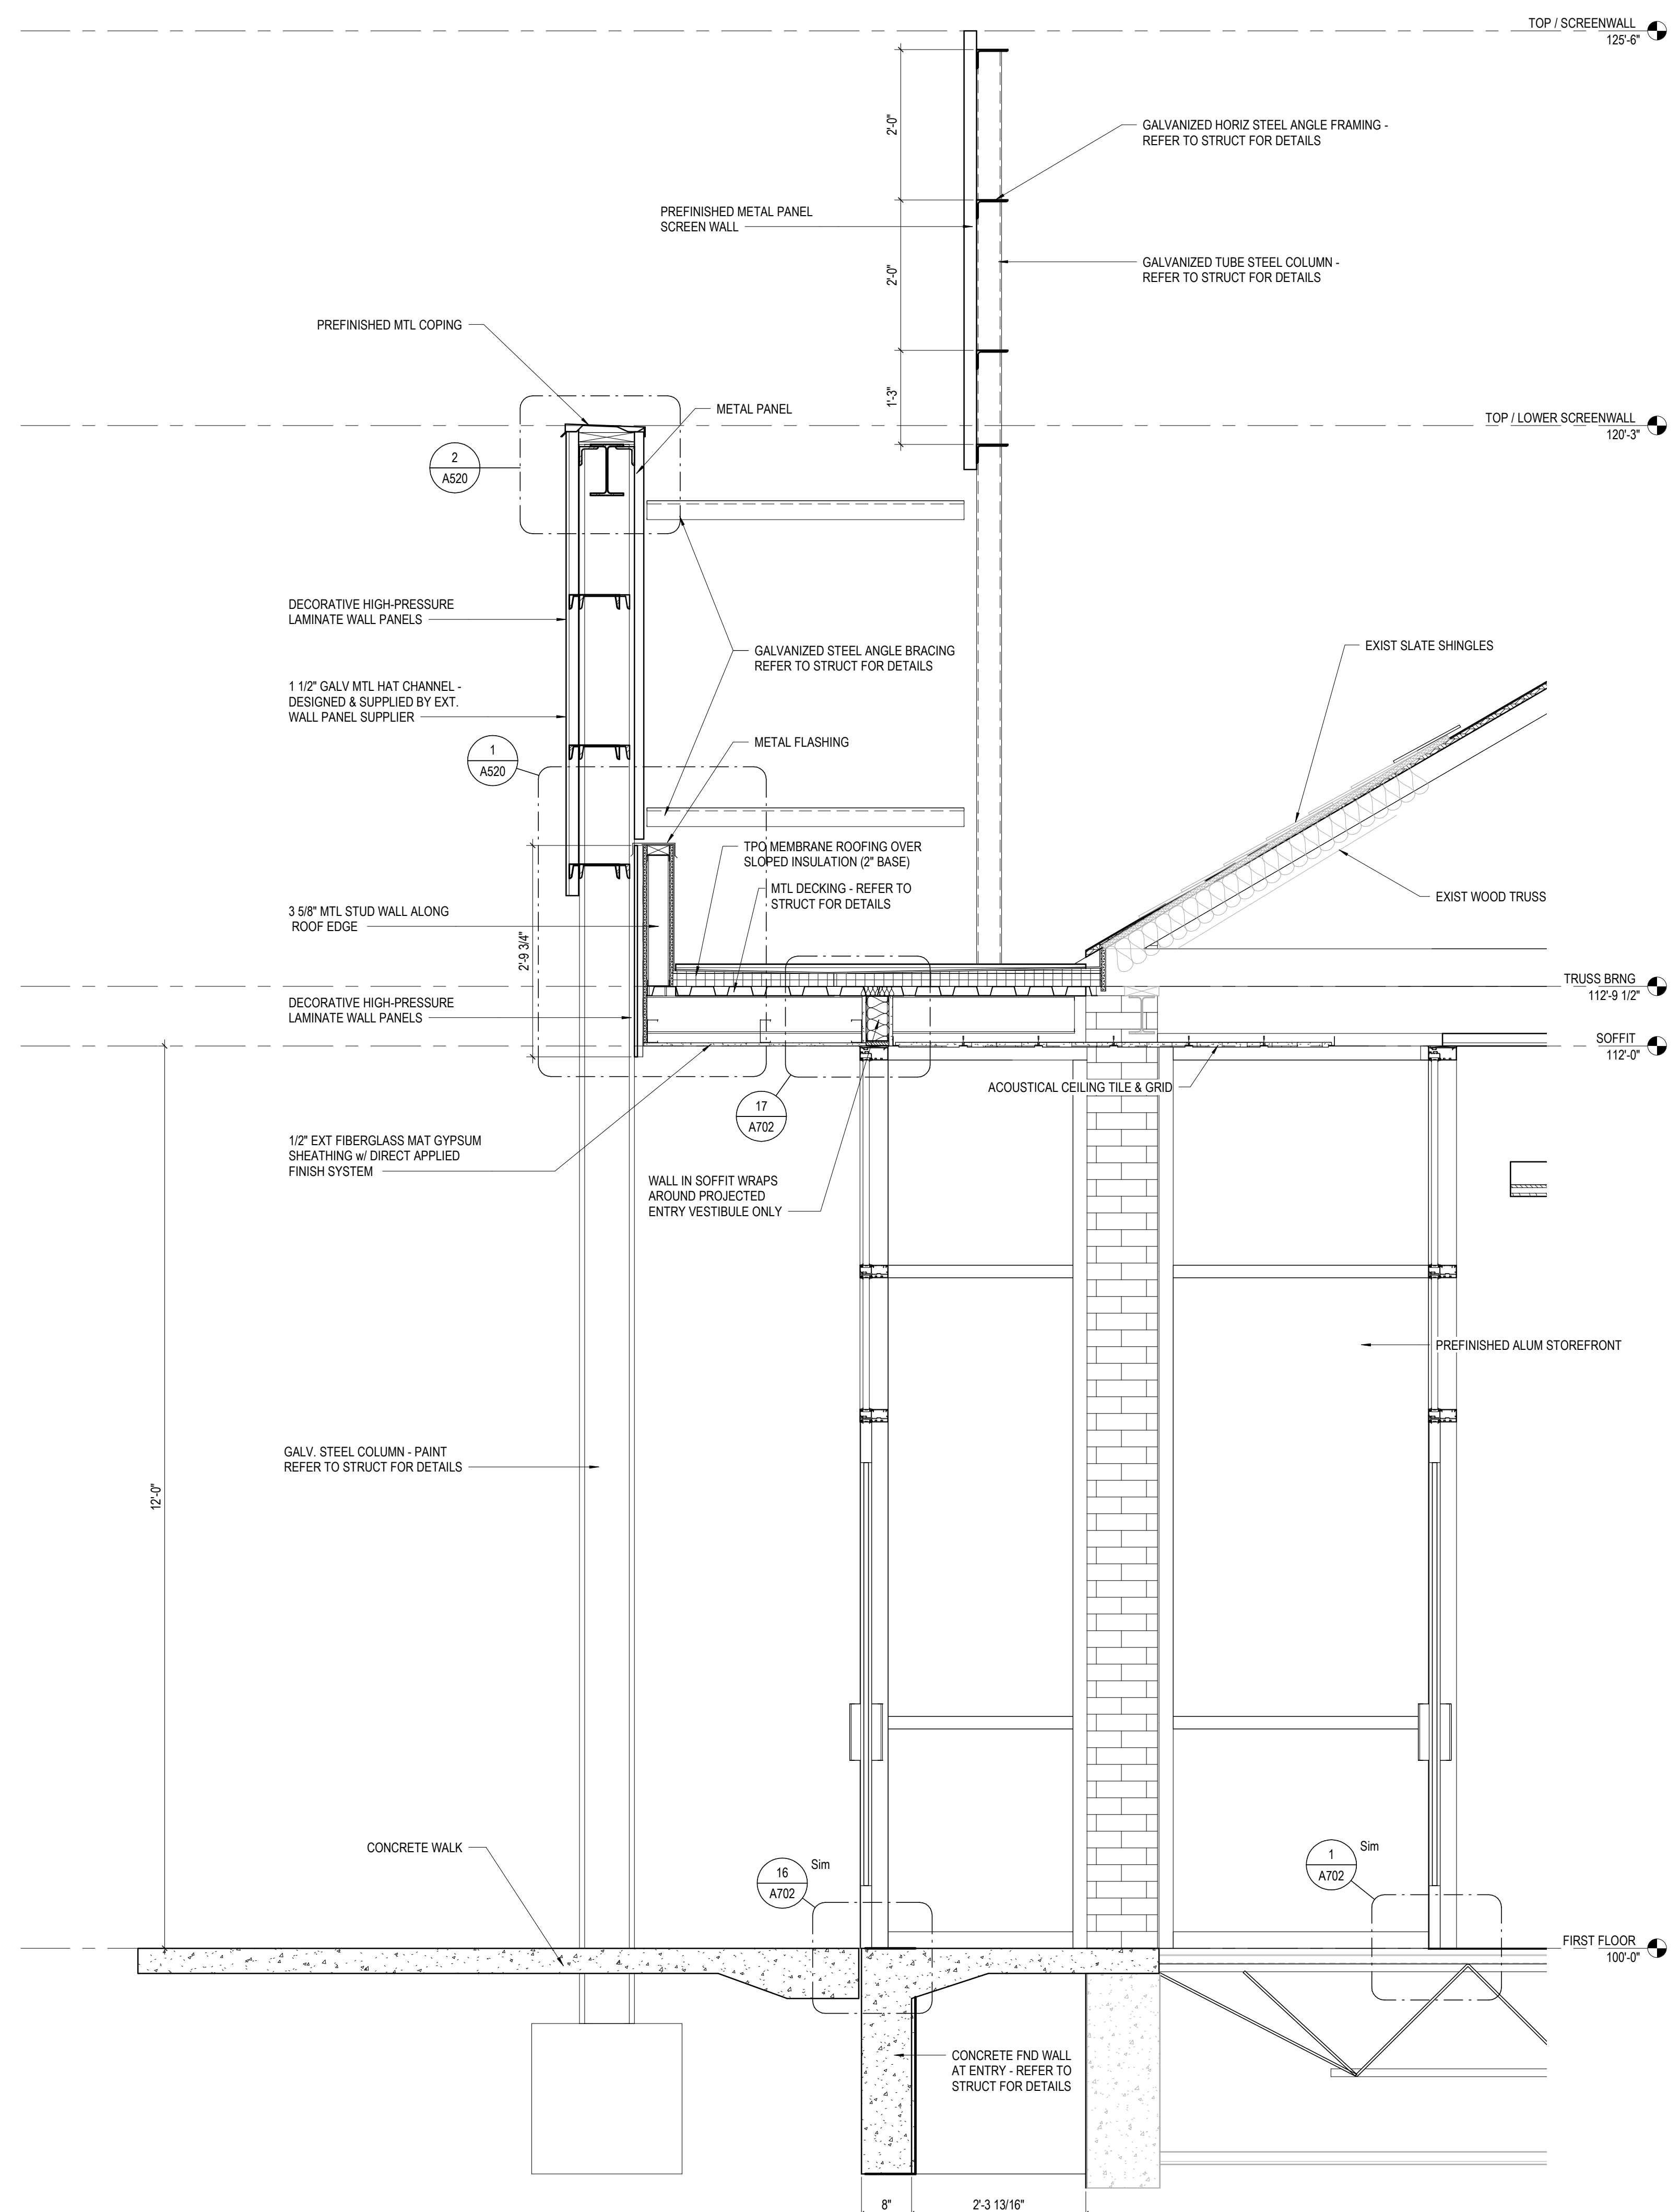 TOP / SCREENWALL
125'-6"
2'-0"
GALVANIZED HORIZ STEEL ANGLE FRAMING -
REFER TO STRUCT FOR DETAILS
PREFINISHED METAL PANEL
SCREEN WALL
2'-0"
GALVANIZED TUBE STEEL COLUMN -
REFER TO STRUCT FOR DETAILS
PREFINISHED MTL COPING
1'-3"
METAL PANEL
TOP / LOWER SCREENWALL
120'-3"
2
A520
DECORATIVE HIGH-PRESSURE
LAMINATE WALL PANELS
GALVANIZED STEEL ANGLE BRACING
REFER TO STRUCT FOR DETAILS
EXIST SLATE SHINGLES
1 1/2" GALV MTL HAT CHANNEL -
DESIGNED & SUPPLIED BY EXT.
WALL PANEL SUPPLIER
METAL FLASHING
1
A520
TPO MEMBRANE ROOFING OVER
SLOPED INSULATION (2" BASE)
MTL DECKING - REFER TO
STRUCT FOR DETAILS
EXIST WOOD TRUSS
3 5/8" MTL STUD WALL ALONG
ROOF EDGE
2'-9 3/4"
TRUSS BRNG
112'-9 1/2"
DECORATIVE HIGH-PRESSURE
LAMINATE WALL PANELS
SOFFIT
112'-0"
ACOUSTICAL CEILING TILE & GRID
17
A702
1/2" EXT FIBERGLASS MAT GYPSUM
SHEATHING w/ DIRECT APPLIED
FINISH SYSTEM
WALL IN SOFFIT WRAPS
AROUND PROJECTED
ENTRY VESTIBULE ONLY
PREFINISHED ALUM STOREFRONT
GALV. STEEL COLUMN - PAINT
REFER TO STRUCT FOR DETAILS
12'-0"
CONCRETE WALK
16
A702
Sim
1
A702
Sim
FIRST FLOOR
100'-0"
CONCRETE FND WALL
AT ENTRY - REFER TO
STRUCT FOR DETAILS
8"
2'-3 13/16"